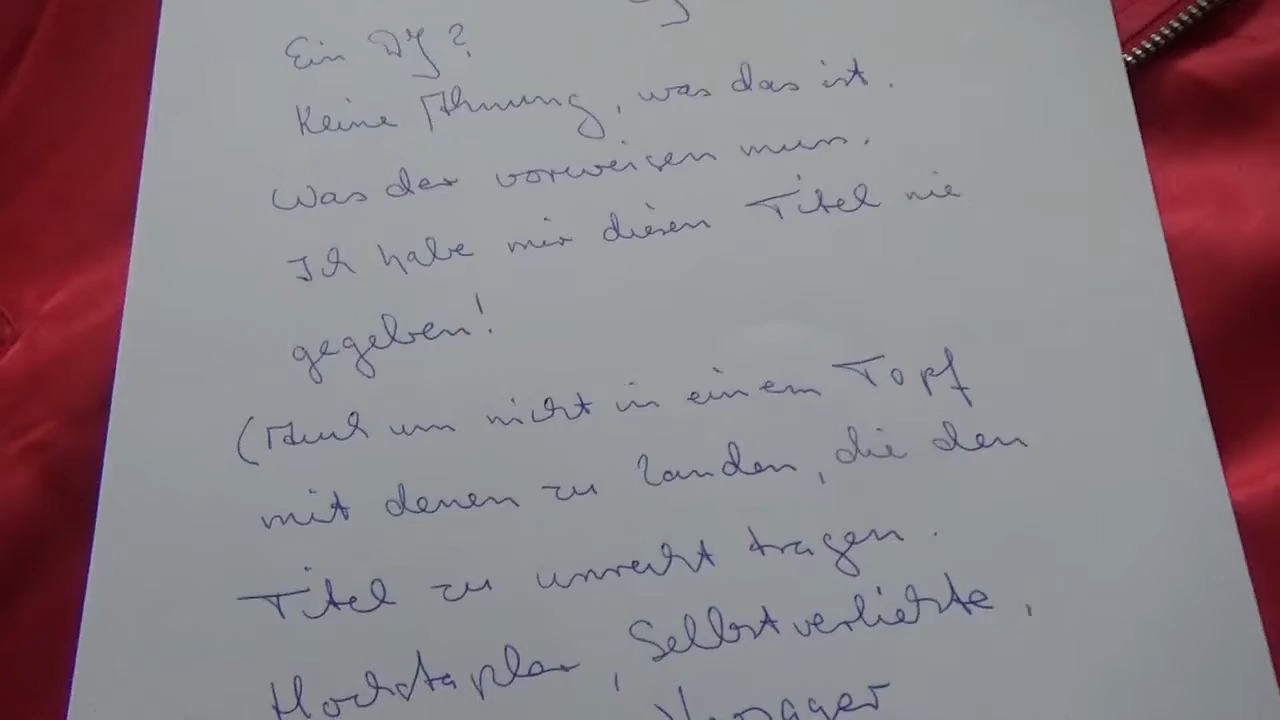 Ein DJ?
Keine Ahnung, was das ist.
Was der vorweisen muss.
Ich habe mir diesen Titel nie
gegeben!
(Auch um nicht in einem Topf
mit denen zu landen, die den
Titel zu unrecht tragen.
Hochstapler, Selbstverliebte,
Versager